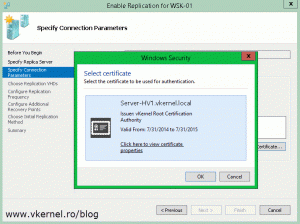 Enable Replication for WSK-01
Specify Connection Parameters
Before You Begin
Specify Replica Server
Specify Connection
Parameters
Choose Replication VHDs
Configure Replication
Frequency
Configure Additional
Recovery Points
Choose Initial Replication
Method
Summary
Windows Security
Select certificate
Select the certificate to be used for authentication.
Server-HV1.vkernel.local
Issuer: vKernel Root Certification
Authority
Valid From: 7/31/2014 to 7/31/2015
Click here to view certificate
properties
OK
Cancel
Certificate...
< Previous
Next >
Finish
Cancel
www.vkernel.ro/blog